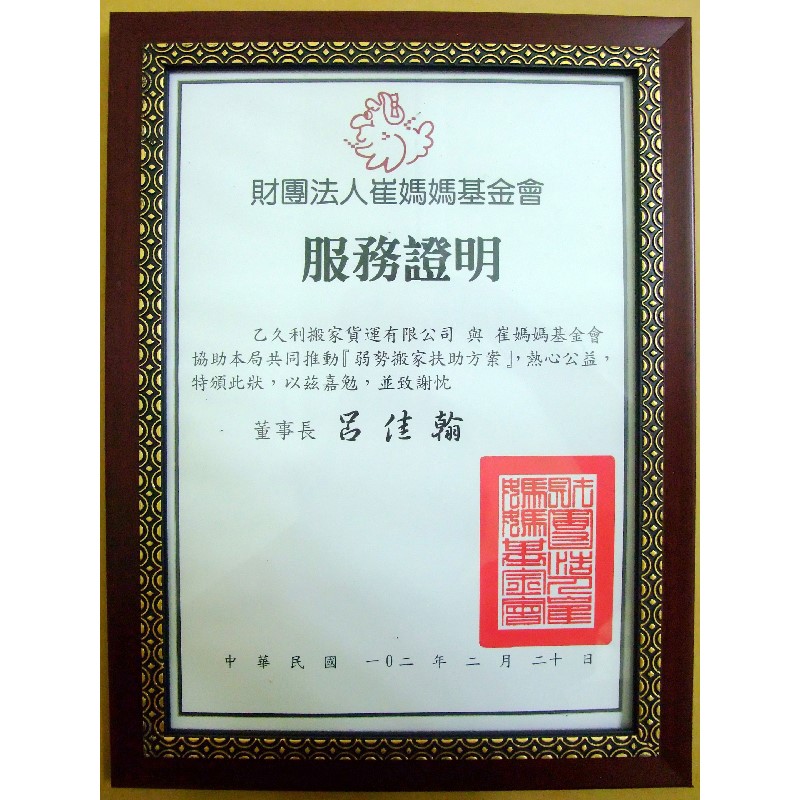 財團法人崔媽媽基金會
服務證明
乙久利搬家貨運有限公司 與 崔媽媽基金會
協助本局共同推動『弱勢搬家扶助方案』，熱心公益，
特頒此狀，以茲嘉勉，並致謝忱
董事長 呂佳翰
財團法人崔
媽媽基金會
中華民國 一0二年二月二十日